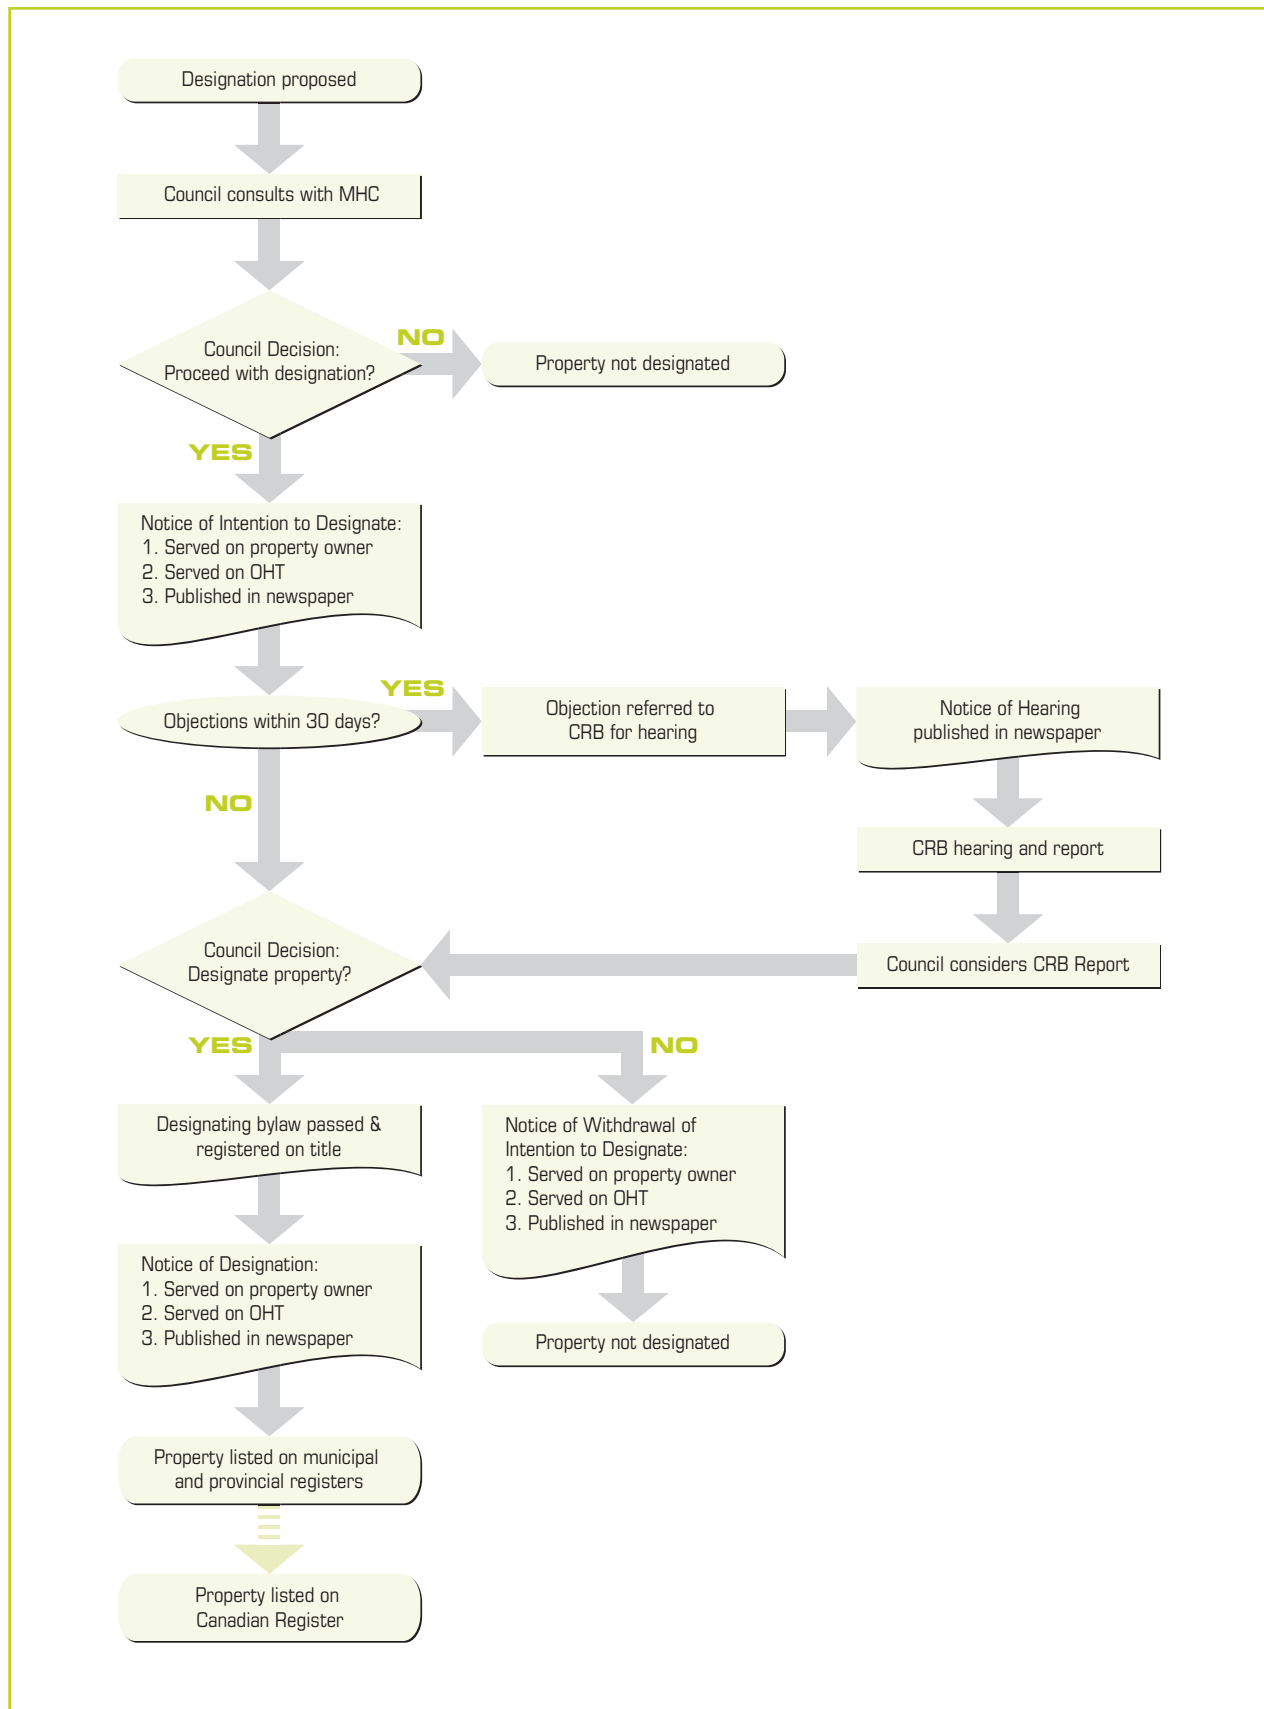 Designation proposed
Council consults with MHC
Council Decision:
Proceed with designation?
NO
Property not designated
YES
Notice of Intention to Designate:
1. Served on property owner
2. Served on OHT
3. Published in newspaper
Objections within 30 days?
YES
Objection referred to
CRB for hearing
Notice of Hearing
published in newspaper
NO
CRB hearing and report
Council considers CRB Report
Council Decision:
Designate property?
YES
NO
Designating bylaw passed &
registered on title
Notice of Withdrawal of
Intention to Designate:
1. Served on property owner
2. Served on OHT
3. Published in newspaper
Notice of Designation:
1. Served on property owner
2. Served on OHT
3. Published in newspaper
Property not designated
Property listed on municipal
and provincial registers
Property listed on
Canadian Register